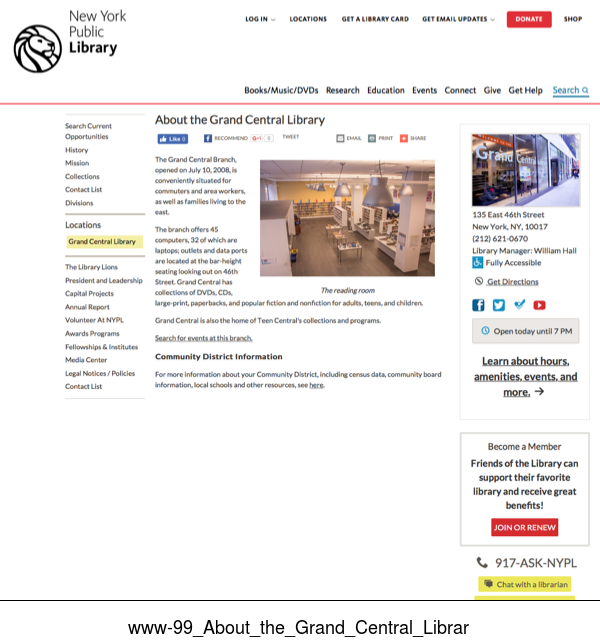 New York
Public
Library
LOG IN
LOCATIONS
GET A LIBRARY CARD
GET EMAIL UPDATES
DONATE
SHOP
Books/Music/DVDs
Research
Education
Events
Connect
Give
Get Help
Search
Search Current
Opportunities
History
Mission
Collections
Contact List
Divisions
Locations
Grand Central Library
The Library Lions
President and Leadership
Capital Projects
Annual Report
Volunteer At NYPL
Awards Programs
Fellowships & Institutes
Media Center
Legal Notices / Policies
Contact List
About the Grand Central Library
Like 0
RECOMMEND
G+1 0
TWEET
EMAIL
PRINT
SHARE
The Grand Central Branch,
opened on July 10, 2008, is
conveniently situated for
commuters and area workers,
as well as families living to the
east.
The branch offers 45
computers, 32 of which are
laptops; outlets and data ports
are located at the bar-height
seating looking out on 46th
Street. Grand Central has
collections of DVDs, CDs,
large-print, paperbacks, and popular fiction and nonfiction for adults, teens, and children.
The reading room
Grand Central is also the home of Teen Central's collections and programs.
Search for events at this branch.
Community District Information
For more information about your Community District, including census data, community board
information, local schools and other resources, see here.
Grand Central
135 East 46th Street
New York, NY, 10017
(212) 621-0670
Library Manager: William Hall
Fully Accessible
Get Directions
Open today until 7 PM
Learn about hours,
amenities, events, and
more. →
Become a Member
Friends of the Library can
support their favorite
library and receive great
benefits!
JOIN OR RENEW
917-ASK-NYPL
Chat with a librarian
www-99_About_the_Grand_Central_Librar